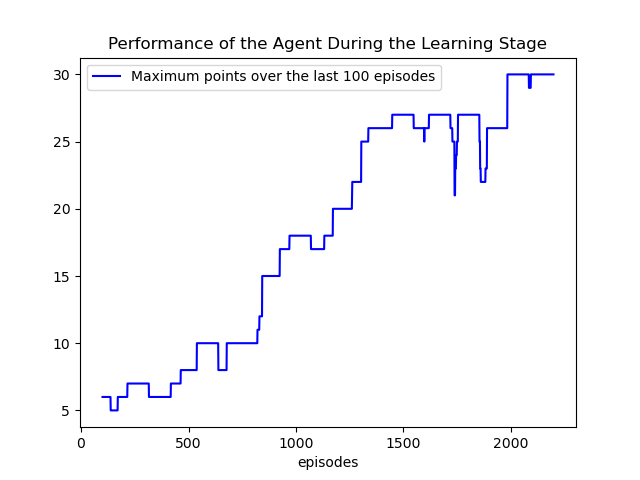 Performance of the Agent During the Learning Stage
Maximum points over the last 100 episodes
30
25
20
15
10
5
0 500 1000 1500 2000
episodes